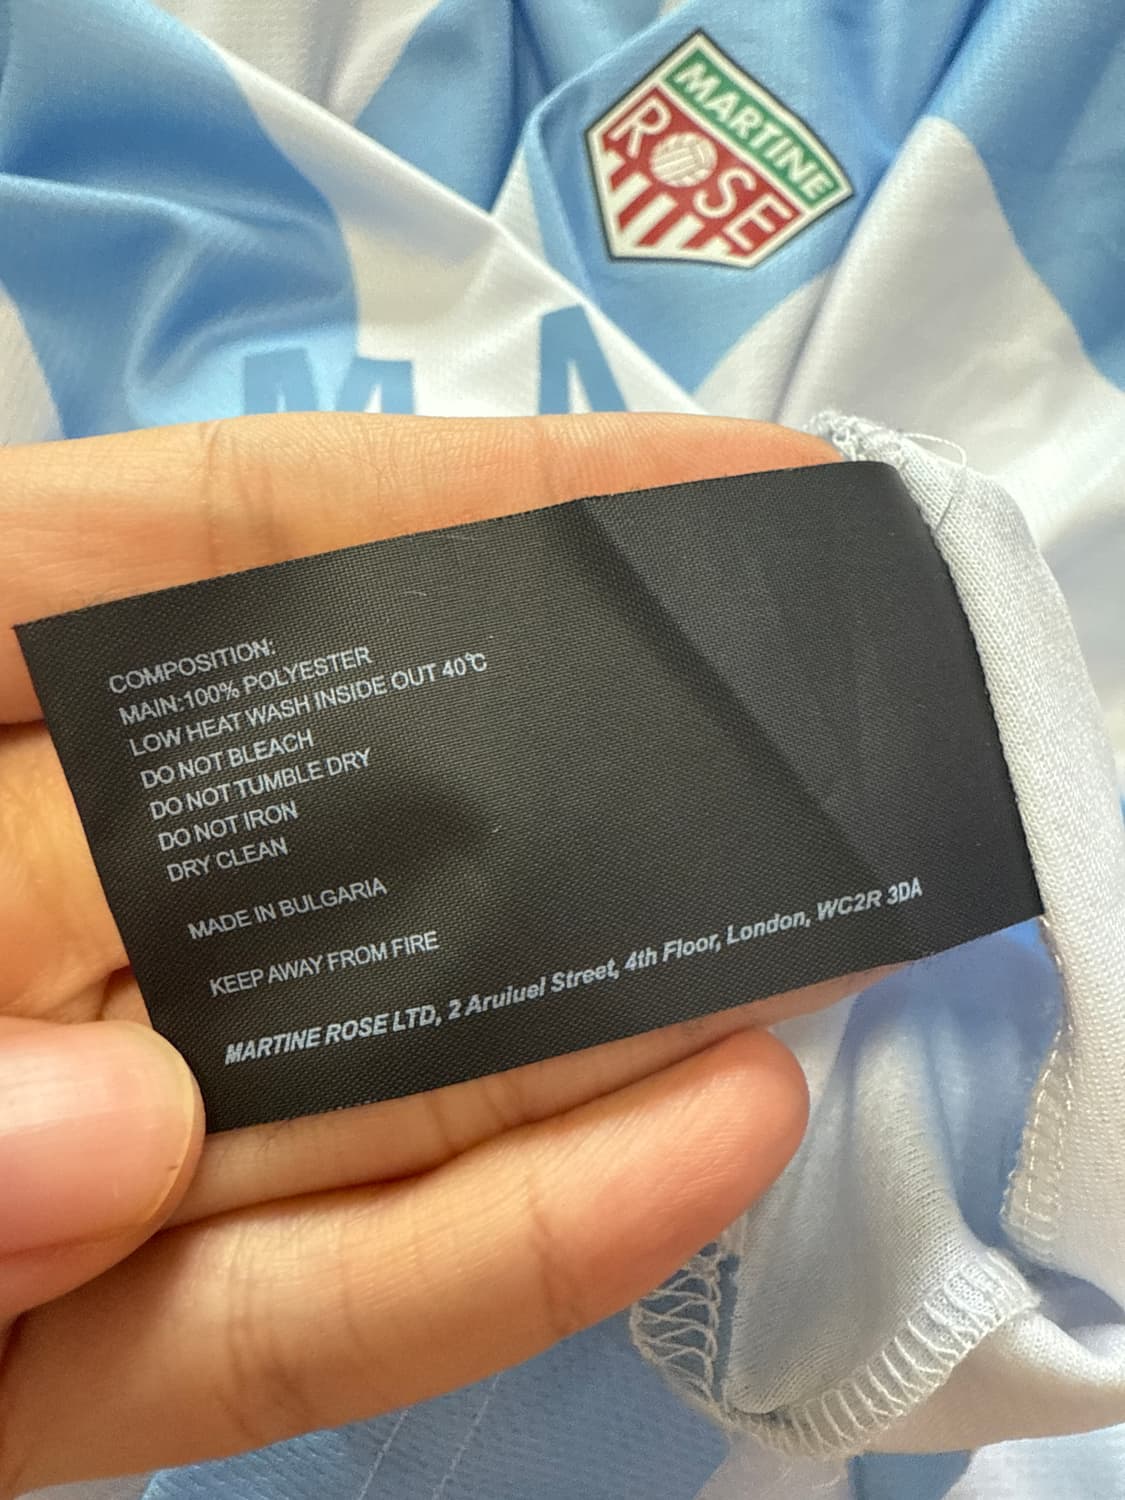 MARTINE
ROSE
MA
COMPOSITION:
MAIN:100% POLYESTER
LOW HEAT WASH INSIDE OUT 40℃
DO NOT BLEACH
DO NOT TUMBLE DRY
DO NOT IRON
DRY CLEAN
MADE IN BULGARIA
KEEP AWAY FROM FIRE
MARTINE ROSE LTD, 2 Aruiuel Street, 4th Floor, London, WC2R 3DA